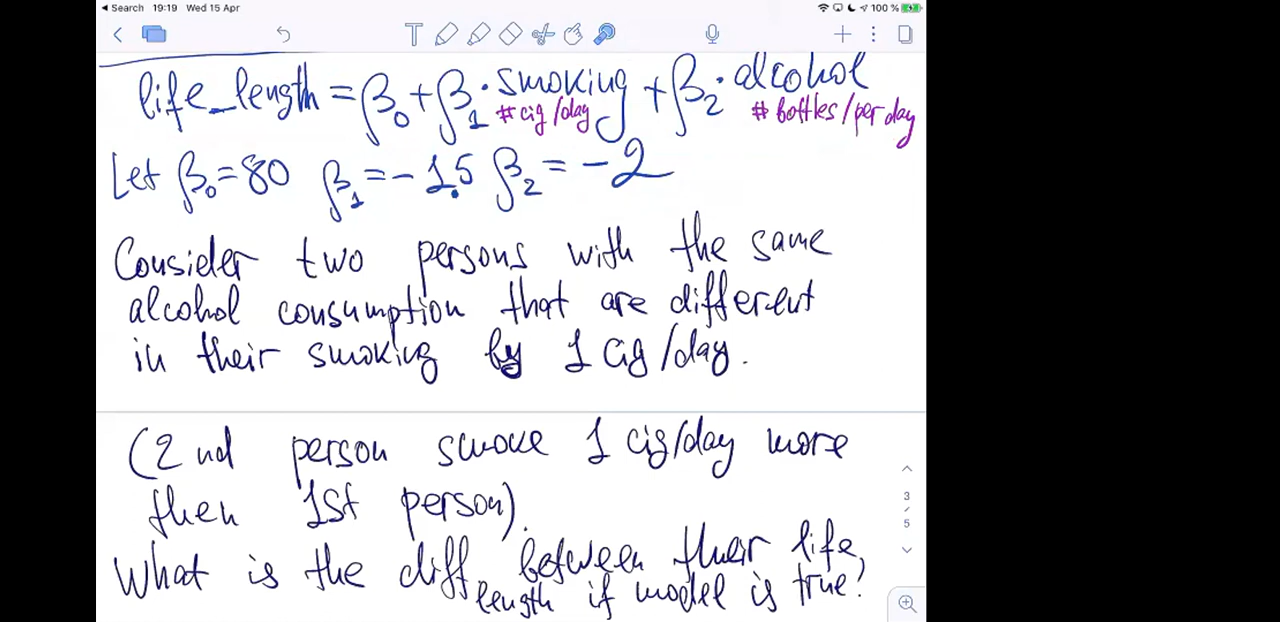 Search 19:19 Wed 15 Apr 100 %
T
life_length = β₀ + β₁ · smoking + β₂ · alcohol
# cig/day # bottles/per day
Let β₀ = 80 β₁ = - 1.5 β₂ = - 2
Consider two persons with the same
alcohol consumption that are different
in their smoking by 1 cig/day.
(2nd person smoke 1 cig/day more
then 1st person).
What is the diff between their life
length if model is true?
3
/
5